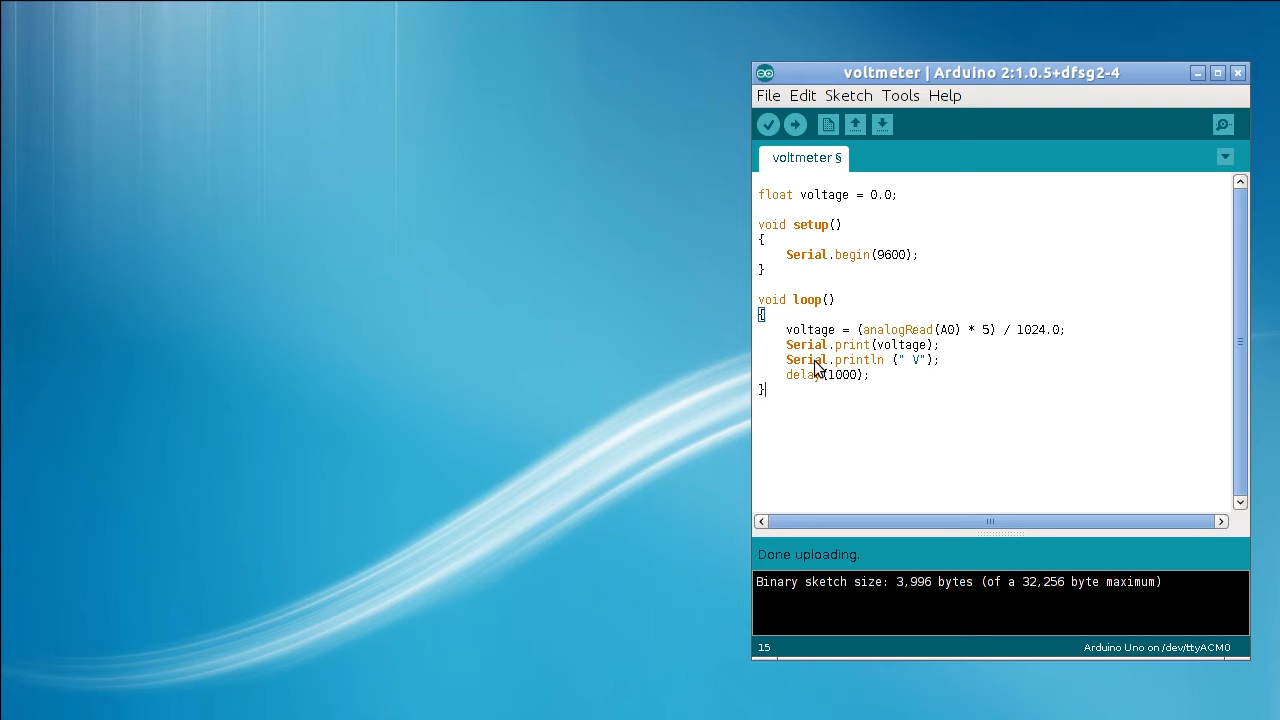 voltmeter | Arduino 2:1.0.5+dfsg2-4
File Edit Sketch Tools Help
voltmeter §
float voltage = 0.0;
void setup()
{
Serial.begin(9600);
}
void loop()
{
voltage = (analogRead(A0) * 5) / 1024.0;
Serial.print(voltage);
Serial.println (" V");
delay(1000);
}
Done uploading.
Binary sketch size: 3,996 bytes (of a 32,256 byte maximum)
15
Arduino Uno on /dev/ttyACM0